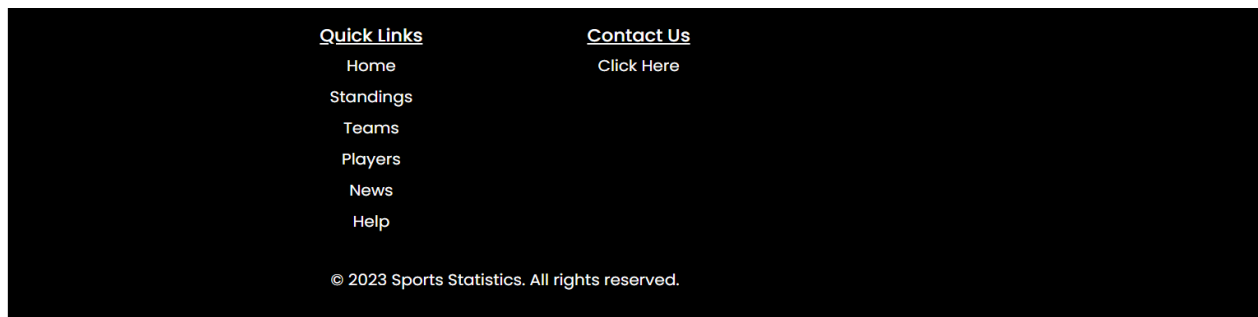 Quick Links
Home
Standings
Teams
Players
News
Help
Contact Us
Click Here
© 2023 Sports Statistics. All rights reserved.